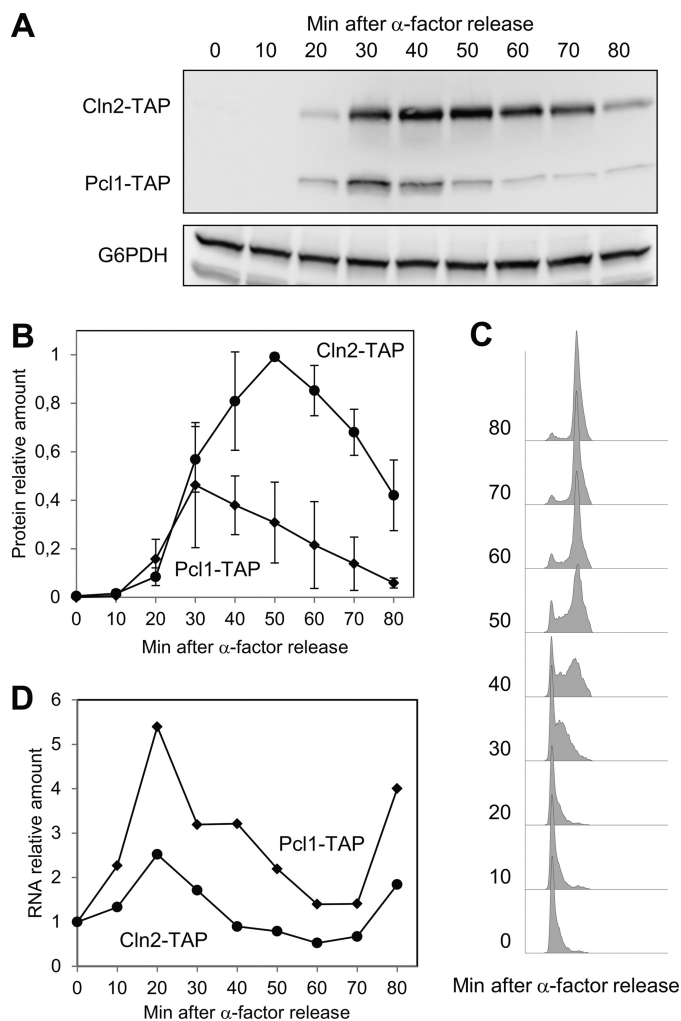 A
Min after α-factor release
0 10 20 30 40 50 60 70 80
Cln2-TAP
Pcl1-TAP
G6PDH
B
Protein relative amount
1
0,8
0,6
0,4
0,2
0
Cln2-TAP
Pcl1-TAP
0 10 20 30 40 50 60 70 80
Min after α-factor release
C
80
70
60
50
40
30
20
10
0
Min after α-factor release
D
RNA relative amount
6
5
4
3
2
1
0
Pcl1-TAP
Cln2-TAP
0 10 20 30 40 50 60 70 80
Min after α-factor release